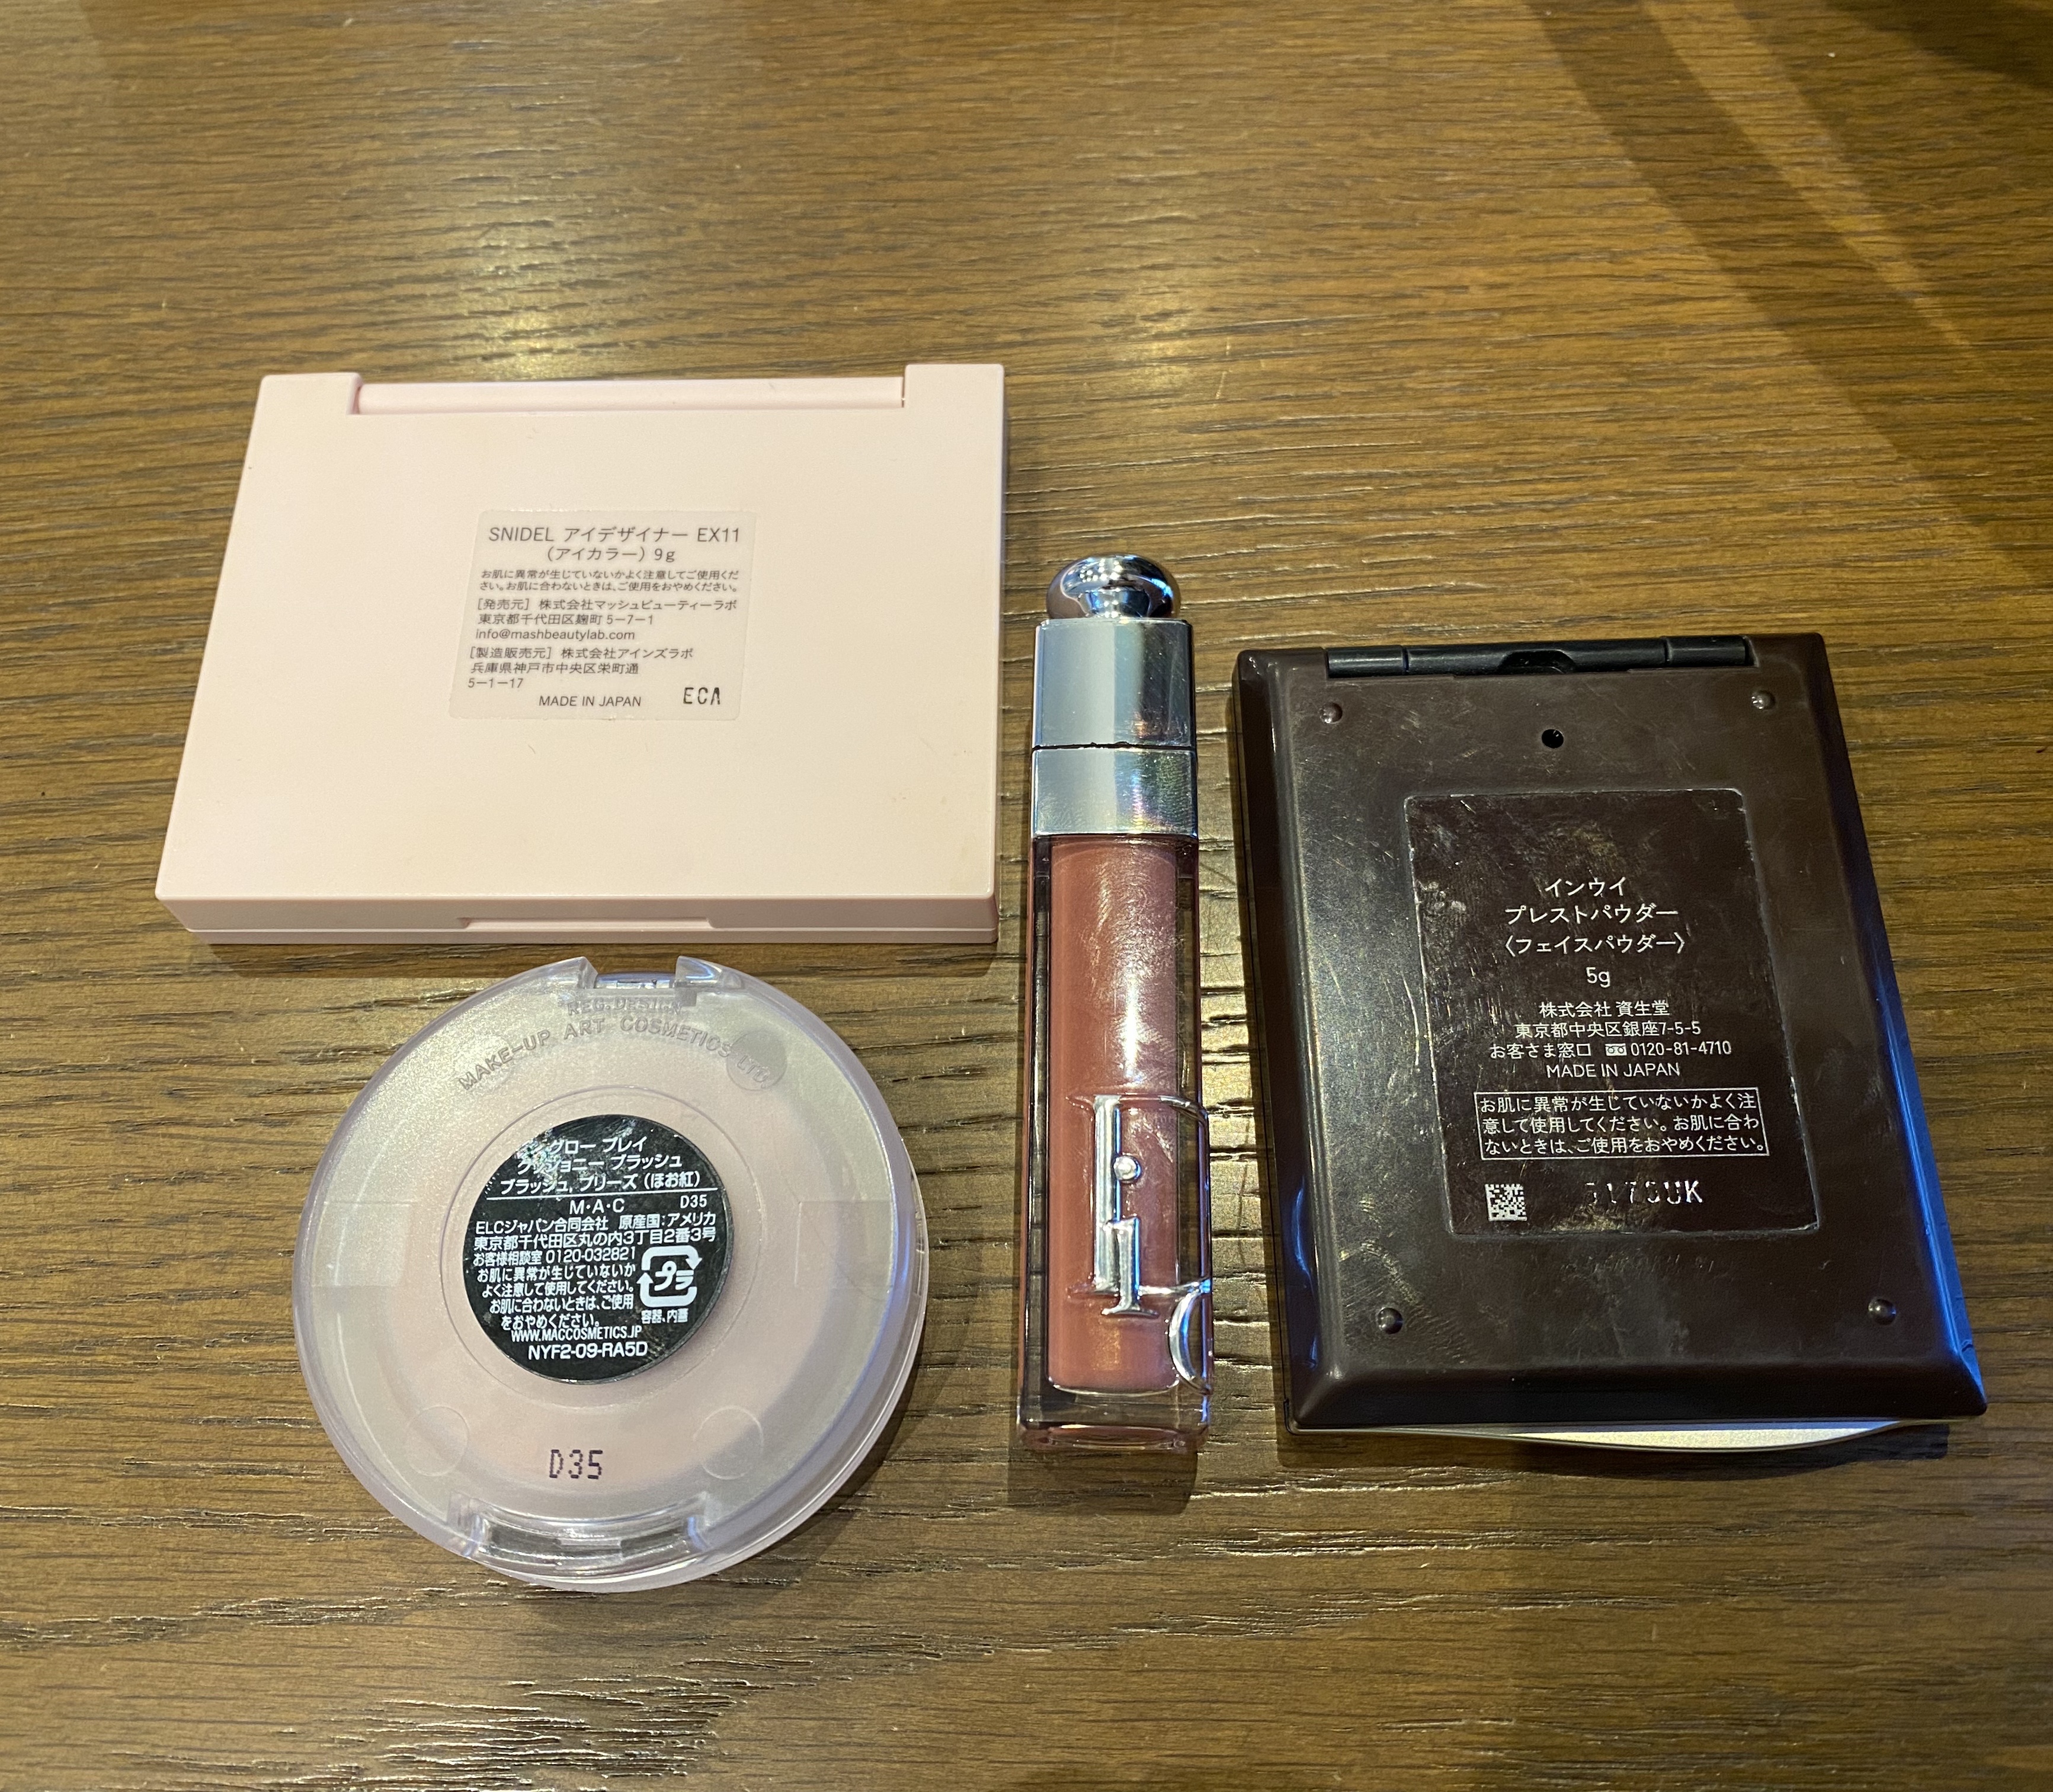 SNIDEL アイデザイナー EX11
（アイカラー）9g
お肌に異常が生じていないかよく注意してご使用くだ
さい。お肌に合わないときは、ご使用をおやめください。
［発売元］ 株式会社マッシュビューティーラボ
東京都千代田区麹町5ー7ー1
info@mashbeautylab.com
［製造販売元］ 株式会社アインズラボ
兵庫県神戸市中央区栄町通
5ー1ー17
MADE IN JAPAN ECA
REG.DESIGN
MAKE-UP ART COSMETICS LTD
グロー プレイ
クッショニー ブラッシュ
ブラッシュ, プリーズ（ほお紅）
M・A・C D35
ELCジャパン合同会社 原産国:アメリカ
東京都千代田区丸の内3丁目2番3号
お客様相談室 0120-032821
お肌に異常が生じていないか
よく注意して使用してください。
お肌に合わないときは、ご使用
をおやめください。
プラ
容器、内蓋
WWW.MACCOSMETICS.JP
NYF2-09-RA5D
D35
インウイ
プレストパウダー
〈フェイスパウダー〉
5g
株式会社 資生堂
東京都中央区銀座7-5-5
お客さま窓口 0120-81-4710
MADE IN JAPAN
お肌に異常が生じていないかよく注
意して使用してください。お肌に合わ
ないときは、ご使用をおやめください。